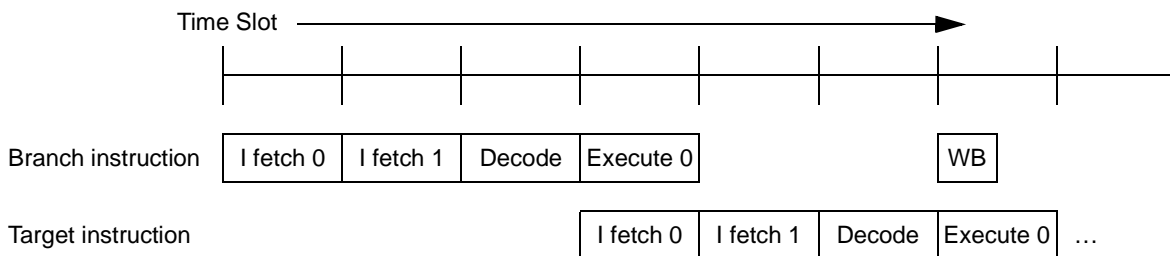 Time Slot
Branch instruction I fetch 0 I fetch 1 Decode Execute 0 WB
Target instruction I fetch 0 I fetch 1 Decode Execute 0 …